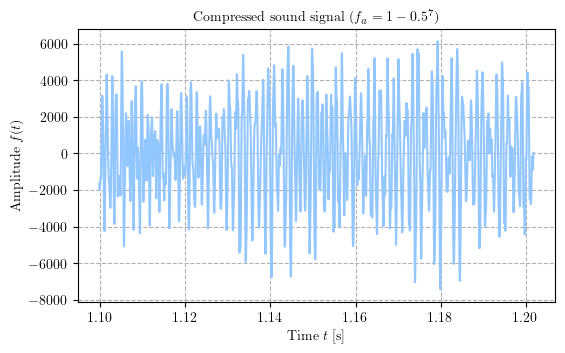 Compressed sound signal ($f_a = 1 - 0.5^7$)
6000
4000
2000
0
−2000
−4000
−6000
−8000
Amplitude $f(t)$
1.10 1.12 1.14 1.16 1.18 1.20
Time $t$ [s]